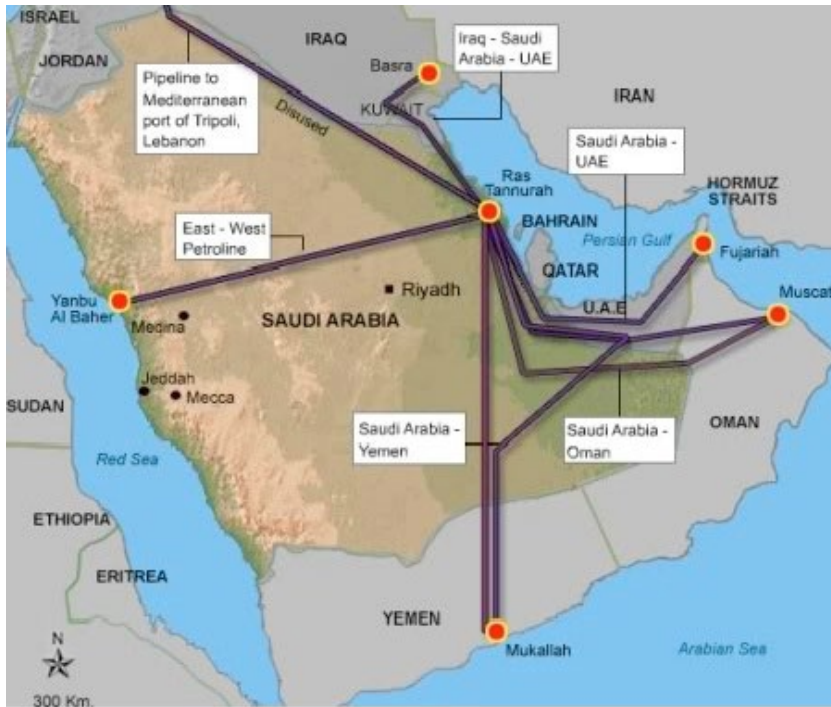 ISRAEL
JORDAN
IRAQ
Basra
KUWAIT
Iraq - Saudi
Arabia - UAE
IRAN
Pipeline to
Mediterranean
port of Tripoli,
Lebanon
Disused
Saudi Arabia -
UAE
Ras
Tannurah
HORMUZ
STRAITS
BAHRAIN
Persian Gulf
QATAR
Fujariah
East - West
Petroline
U.A.E
Muscat
Yanbu
Al Baher
Medina
Riyadh
SAUDI ARABIA
Jeddah
Mecca
SUDAN
Saudi Arabia -
Yemen
Saudi Arabia -
Oman
OMAN
Red Sea
ETHIOPIA
ERITREA
YEMEN
Mukallah
Arabian Sea
N
300 Km.